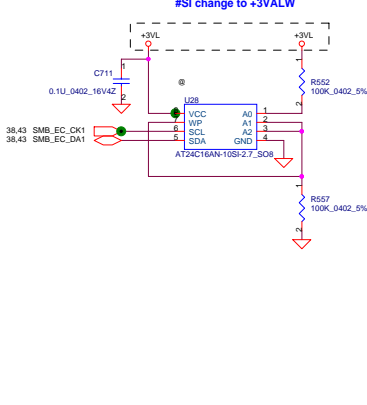 #SI change to +3VALW
+3VL
+3VL
C711
1
2
0.1U_0402_16V4Z
@
1
2
R552
100K_0402_5%
U28
VCC
WP
SCL
SDA
A0
A1
A2
GND
7
6
5
1
2
3
4
AT24C16AN-10SI-2.7_SO8
38,43 SMB_EC_CK1
38,43 SMB_EC_DA1
1
2
R557
100K_0402_5%